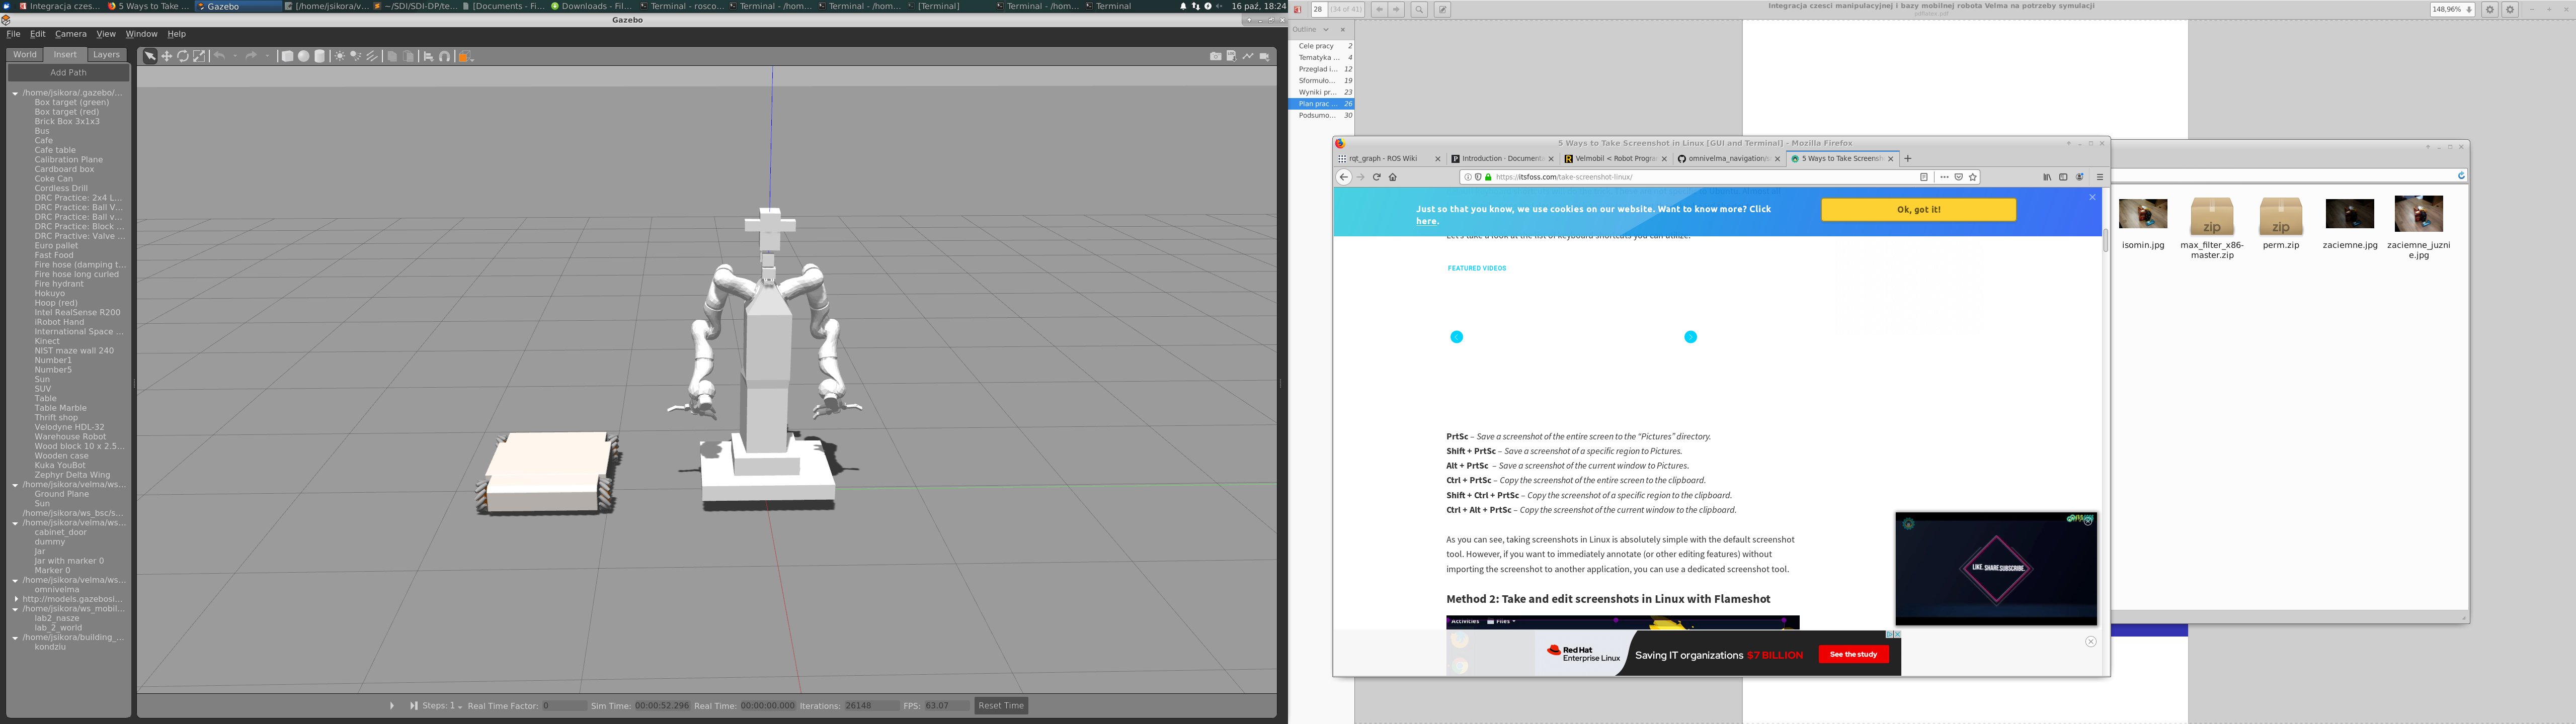 Integracja czes...
5 Ways to Take ...
Gazebo
[/home/jsikora/v...
~/SDI/SDI-DP/te...
[Documents - Fi...
Downloads - Fil...
Terminal - rosco...
Terminal - /hom...
Terminal - /hom...
[Terminal]
Terminal - /hom...
Terminal
16 paź, 18:24
Gazebo
File Edit Camera View Window Help
World Insert Layers
Add Path
/home/jsikora/.gazebo/...
Box target (green)
Box target (red)
Brick Box 3x1x3
Bus
Cafe
Cafe table
Calibration Plane
Cardboard box
Coke Can
Cordless Drill
DRC Practice: 2x4 L...
DRC Practice: Ball V...
DRC Practice: Ball v...
DRC Practice: Block ...
DRC Practive: Valve ...
Euro pallet
Fast Food
Fire hose (damping t...
Fire hose long curled
Fire hydrant
Hokuyo
Hoop (red)
Intel RealSense R200
iRobot Hand
International Space ...
Kinect
NIST maze wall 240
Number1
Number5
Sun
SUV
Table
Table Marble
Thrift shop
Velodyne HDL-32
Warehouse Robot
Wood block 10 x 2.5...
Wooden case
Kuka YouBot
Zephyr Delta Wing
/home/jsikora/velma/ws...
Ground Plane
Sun
/home/jsikora/ws_bsc/s...
/home/jsikora/velma/ws...
cabinet_door
dummy
Jar
Jar with marker 0
Marker 0
/home/jsikora/velma/ws...
omnivelma
http://models.gazebosi...
/home/jsikora/ws_mobil...
lab2_nasze
lab_2_world
/home/jsikora/building_...
kondziu
Steps: 1 Real Time Factor: 0 Sim Time: 00:00:52.296 Real Time: 00:00:00.000 Iterations: 26148 FPS: 63.07 Reset Time
28 (34 of 41)
Integracja czesci manipulacyjnej i bazy mobilnej robota Velma na potrzeby symulacji
148,96%
Outline
Cele pracy 2
Tematyka ... 4
Przeglad i... 12
Sformuło... 19
Wyniki pr... 23
Plan prac ... 26
Podsumo... 30
5 Ways to Take Screenshot in Linux [GUI and Terminal] - Mozilla Firefox
rqt_graph - ROS Wiki
Introduction · Documenta
Velmobil < Robot Progra
omnivelma_navigation/s
5 Ways to Take Screensh
https://itsfoss.com/take-screenshot-linux/
Just so that you know, we use cookies on our website. Want to know more? Click
here.
Ok, got it!
Let's take a look at the list of keyboard shortcuts you can utilize:
FEATURED VIDEOS
PrtSc – Save a screenshot of the entire screen to the “Pictures” directory.
Shift + PrtSc – Save a screenshot of a specific region to Pictures.
Alt + PrtSc – Save a screenshot of the current window to Pictures.
Ctrl + PrtSc – Copy the screenshot of the entire screen to the clipboard.
Shift + Ctrl + PrtSc – Copy the screenshot of a specific region to the clipboard.
Ctrl + Alt + PrtSc – Copy the screenshot of the current window to the clipboard.
As you can see, taking screenshots in Linux is absolutely simple with the default screenshot
tool. However, if you want to immediately annotate (or other editing features) without
importing the screenshot to another application, you can use a dedicated screenshot tool.
Method 2: Take and edit screenshots in Linux with Flameshot
Activities Files
LIKE. SHARE SUBSCRIBE.
Red Hat
Enterprise Linux
Saving IT organizations $7 BILLION
See the study
isomin.jpg
zip
max_filter_x86-
master.zip
zip
perm.zip
zaciemne.jpg
zaciemne_juzni
e.jpg